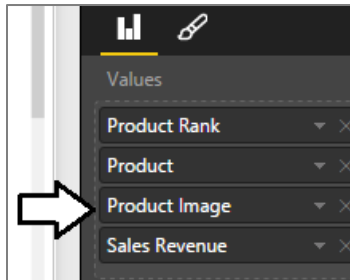 Values
Product Rank
Product
Product Image
Sales Revenue